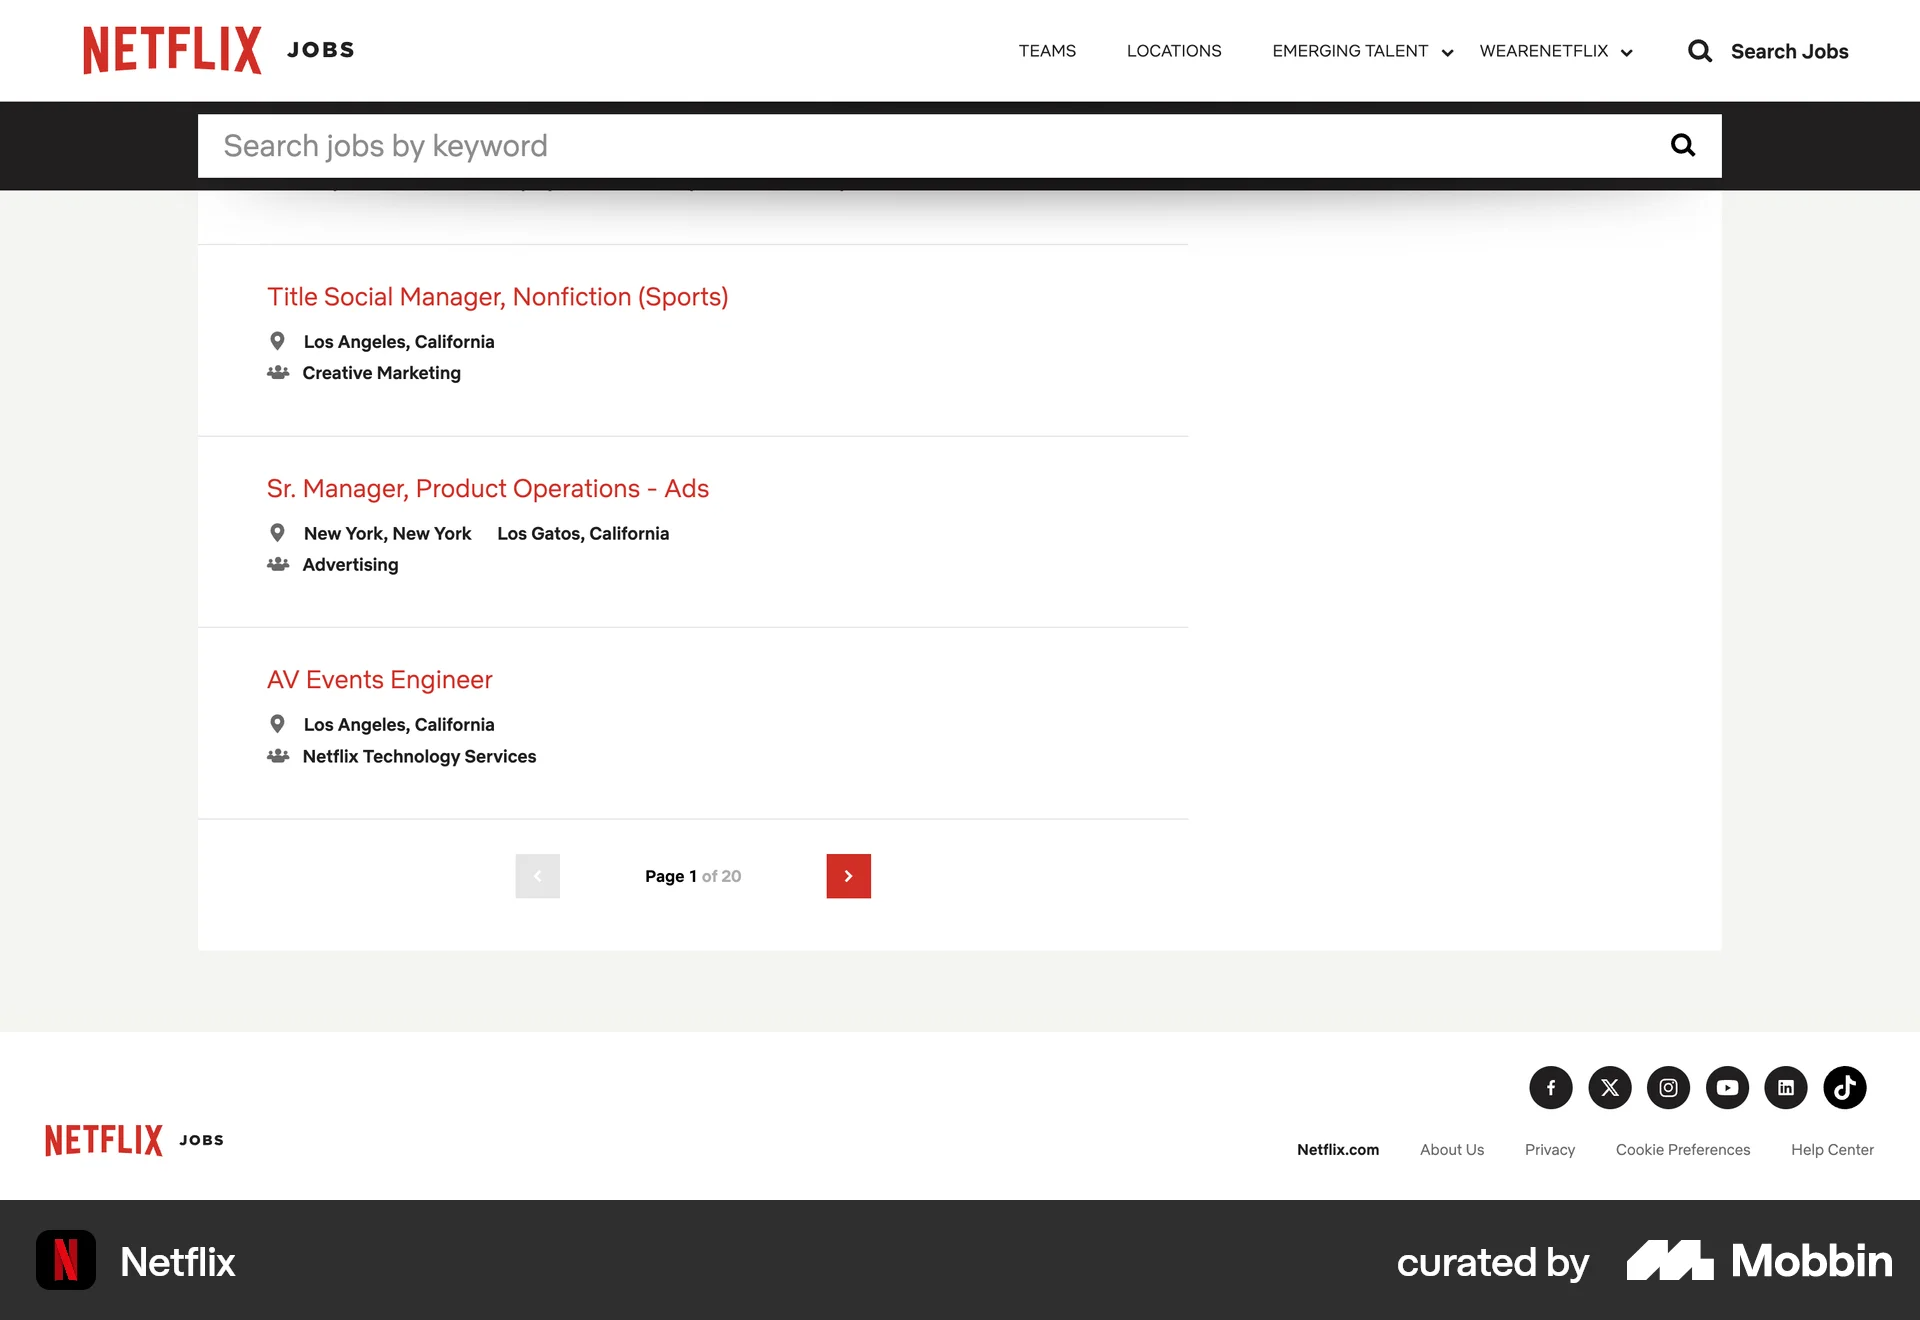 NETFLIX JOBS
TEAMS LOCATIONS EMERGING TALENT WEARENETFLIX Search Jobs
Search jobs by keyword
Title Social Manager, Nonfiction (Sports)
Los Angeles, California
Creative Marketing
Sr. Manager, Product Operations - Ads
New York, New York Los Gatos, California
Advertising
AV Events Engineer
Los Angeles, California
Netflix Technology Services
Page 1 of 20
NETFLIX JOBS
Netflix.com About Us Privacy Cookie Preferences Help Center
Netflix curated by Mobbin